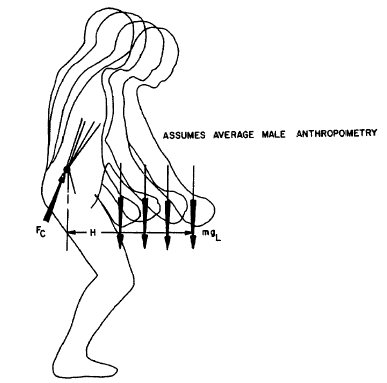 ASSUMES AVERAGE MALE ANTHROPOMETRY
F_C
H
mg_L